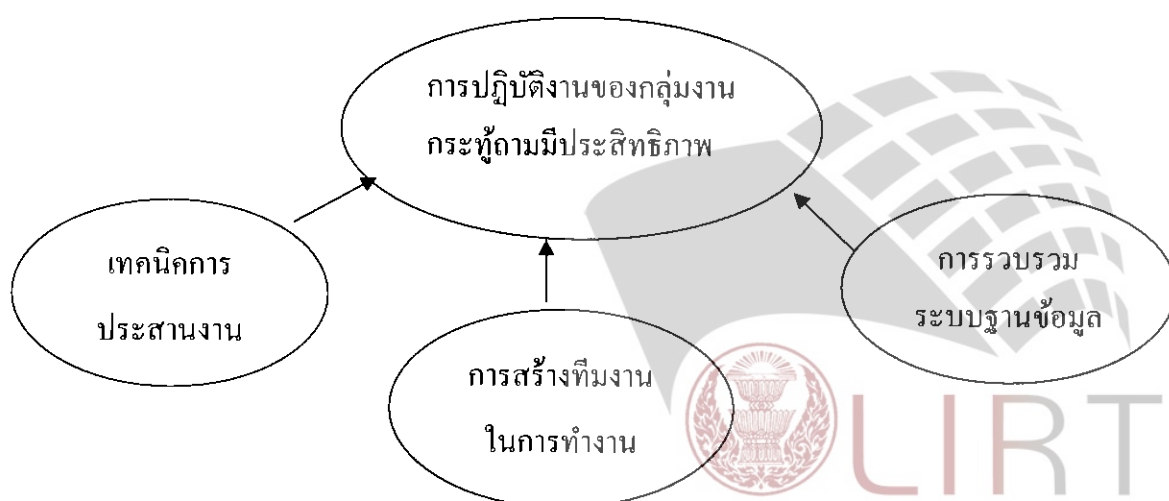 การปฏิบัติงานของกลุ่มงาน
กระทู้ถามมีประสิทธิภาพ
เทคนิคการ
ประสานงาน
การสร้างทีมงาน
ในการทำงาน
การรวบรวม
ระบบฐานข้อมูล
LIRT